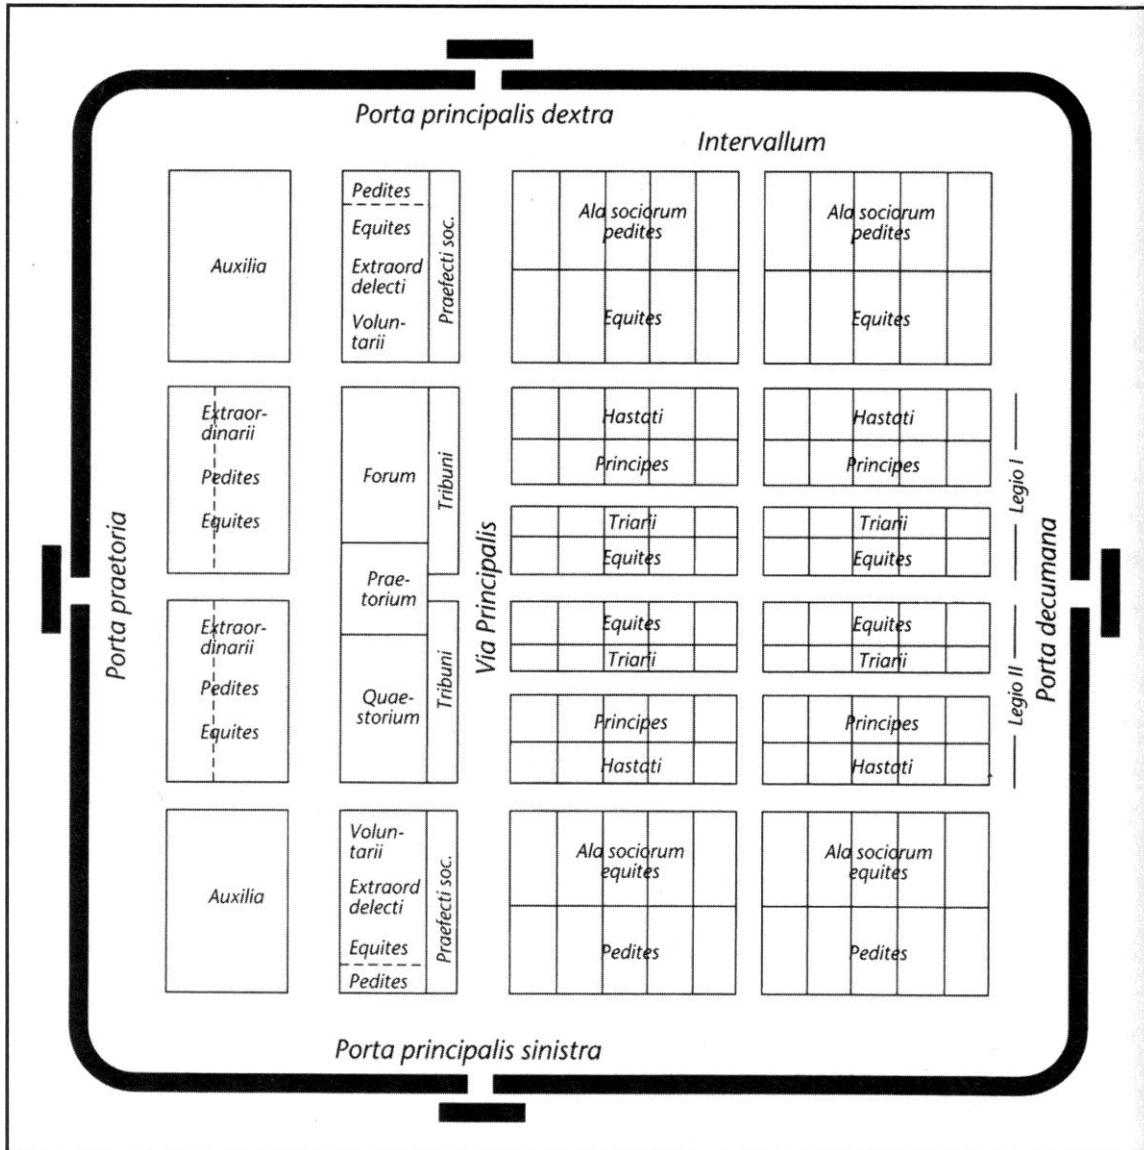 Porta principalis dextra
Intervallum
Auxilia
Pedites
Equites
Extraord
delecti
Volun-
tarii
Praefecti soc.
Ala sociorum
pedites
Equites
Ala sociorum
pedites
Equites
Porta praetoria
Extraor-
dinarii
Pedites
Equites
Forum
Tribuni
Prae-
torium
Via Principalis
Hastati
Principes
Triarii
Equites
Hastati
Principes
Triarii
Equites
Legio I
Porta decumana
Extraor-
dinarii
Pedites
Equites
Quae-
storium
Tribuni
Equites
Triarii
Principes
Hastati
Equites
Triarii
Principes
Hastati
Legio II
Auxilia
Volun-
tarii
Extraord
delecti
Equites
Pedites
Praefecti soc.
Ala sociorum
equites
Pedites
Ala sociorum
equites
Pedites
Porta principalis sinistra